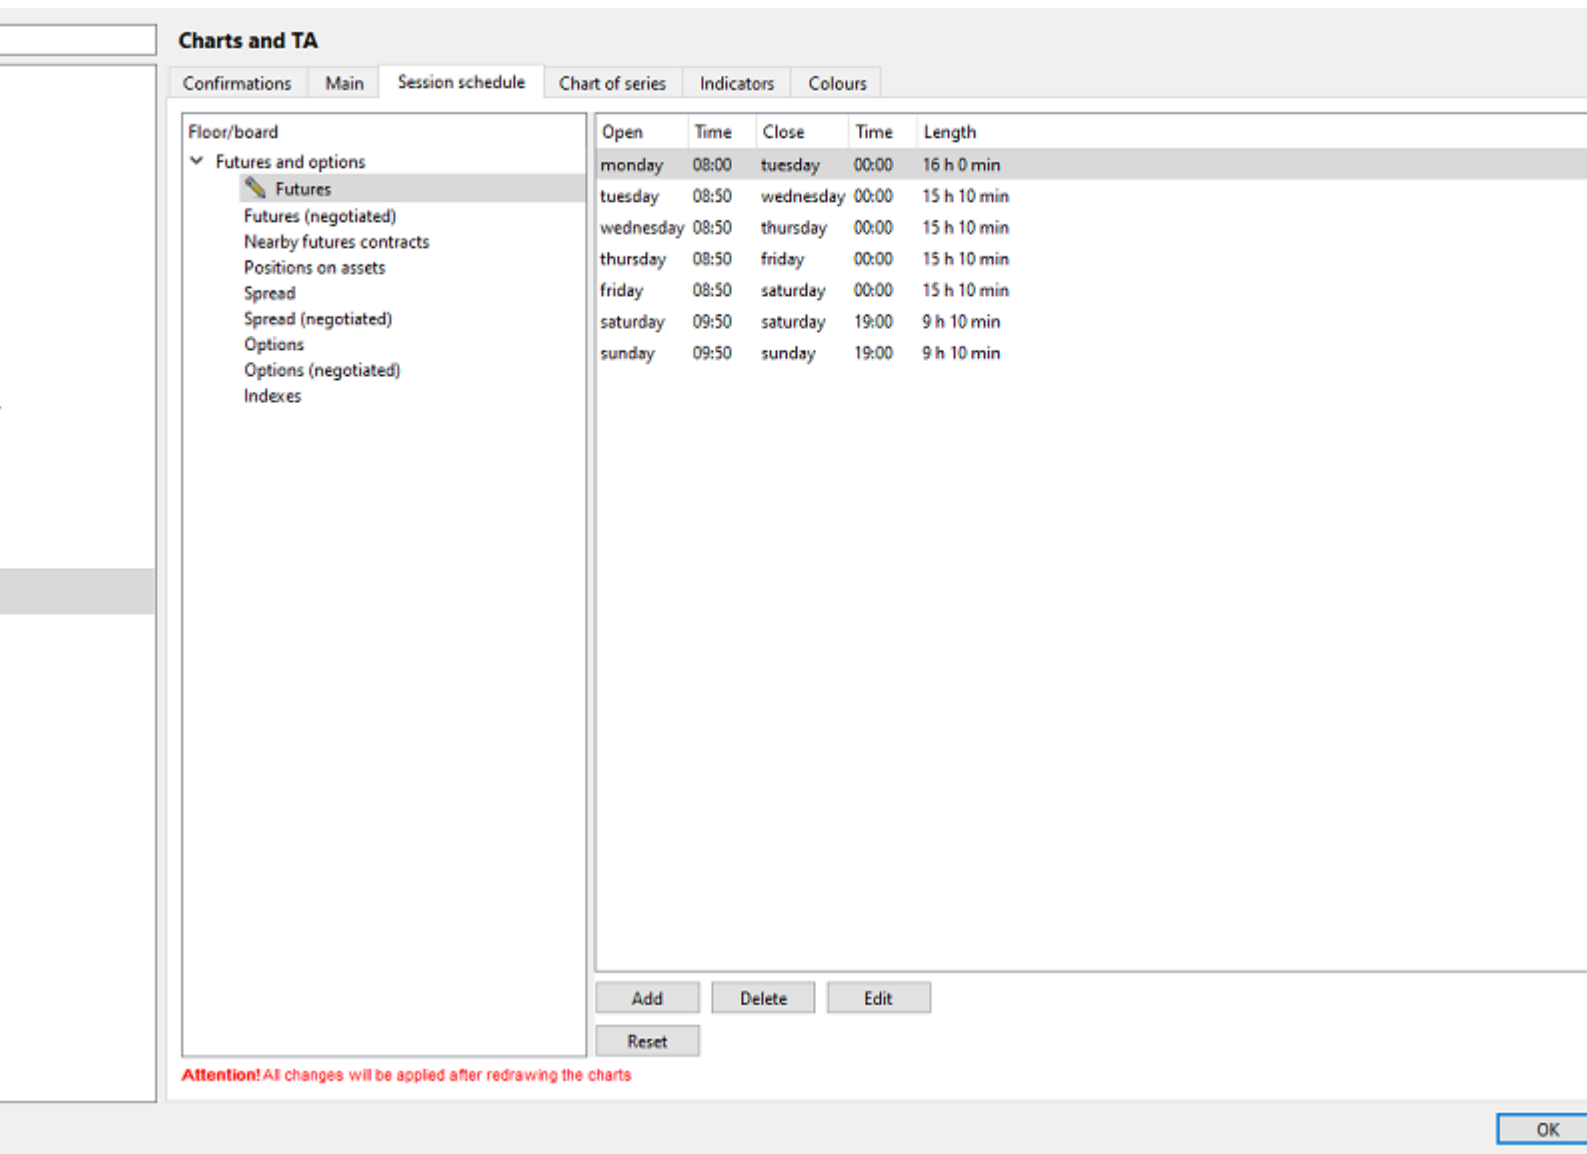 Charts and TA
Confirmations Main Session schedule Chart of series Indicators Colours
Floor/board
Futures and options
Futures
Futures (negotiated)
Nearby futures contracts
Positions on assets
Spread
Spread (negotiated)
Options
Options (negotiated)
Indexes
Open Time Close Time Length
monday 08:00 tuesday 00:00 16 h 0 min
tuesday 08:50 wednesday 00:00 15 h 10 min
wednesday 08:50 thursday 00:00 15 h 10 min
thursday 08:50 friday 00:00 15 h 10 min
friday 08:50 saturday 00:00 15 h 10 min
saturday 09:50 saturday 19:00 9 h 10 min
sunday 09:50 sunday 19:00 9 h 10 min
Add Delete Edit
Reset
Attention! All changes will be applied after redrawing the charts
OK